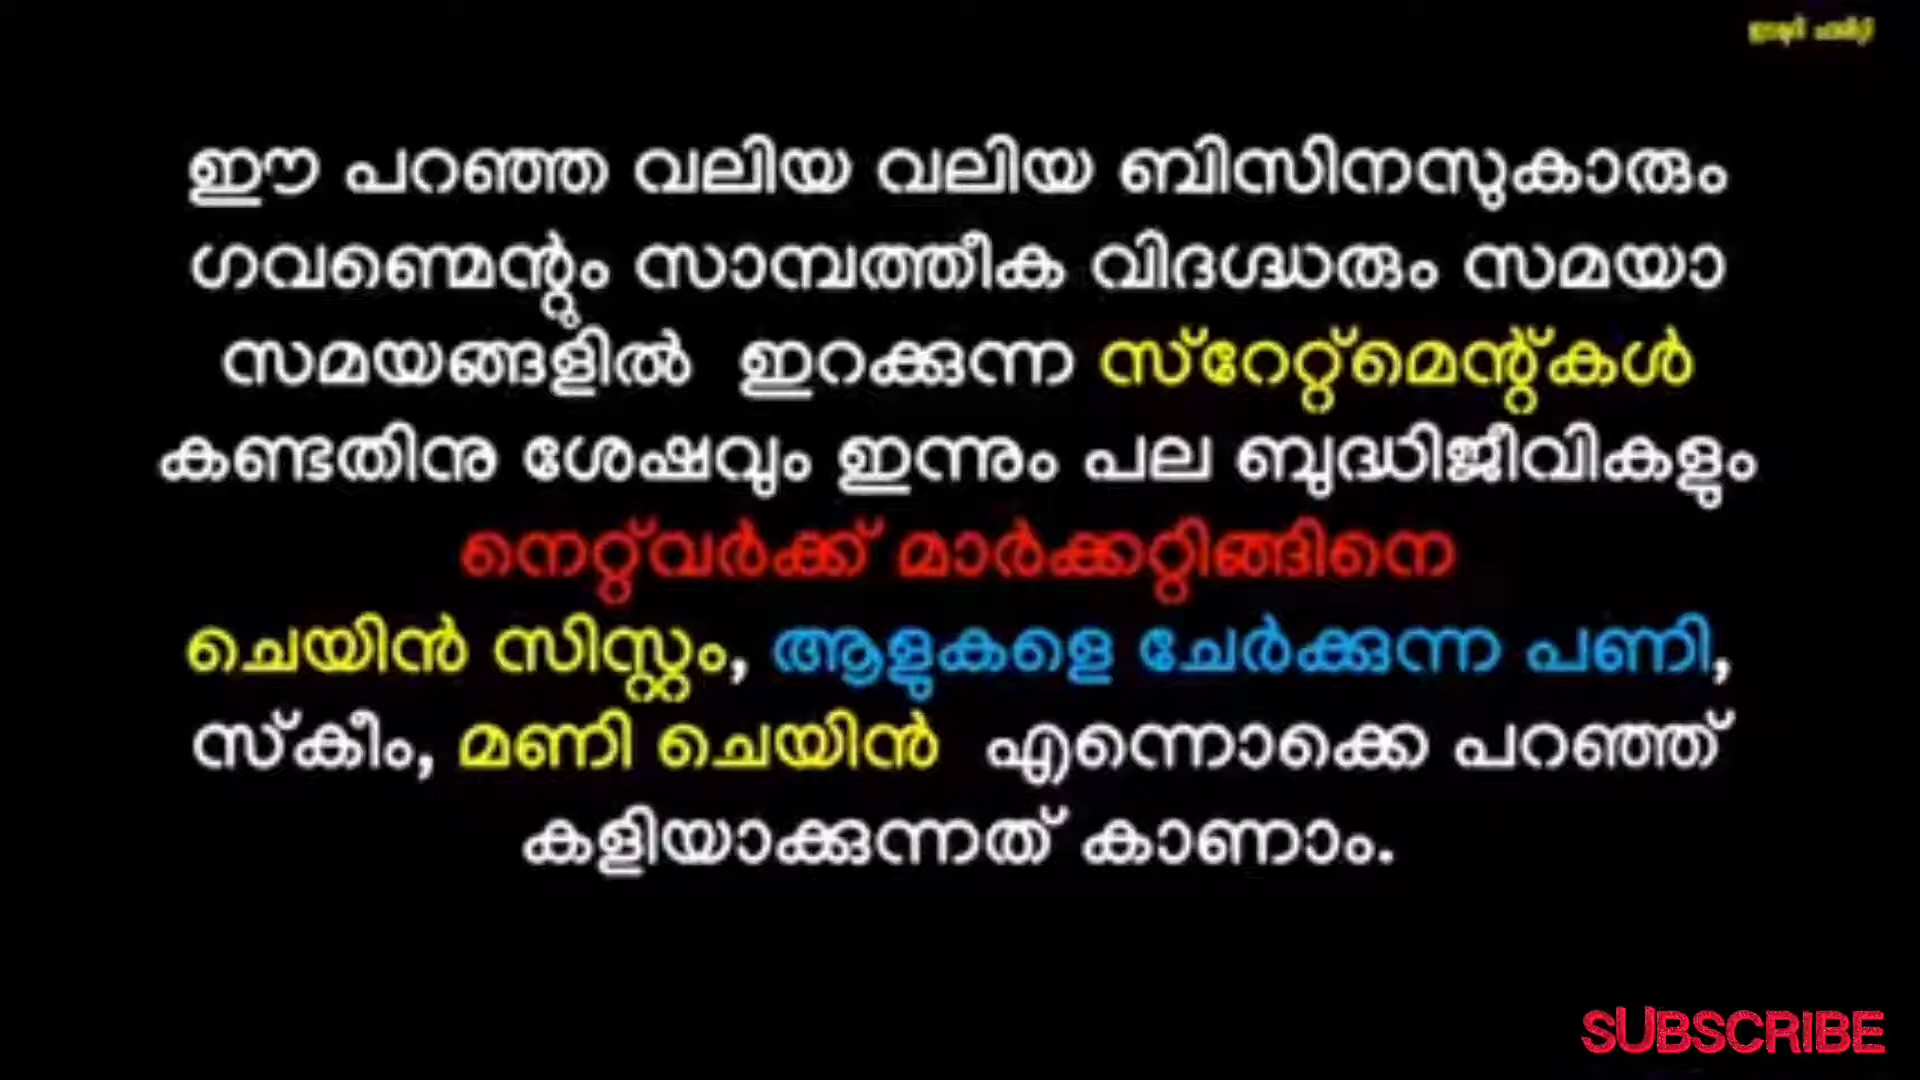 ഈ പറഞ്ഞ വലിയ വലിയ ബിസിനസുകാരും
ഗവണ്മെന്റും സാമ്പത്തീക വിദഗ്ദ്ധരും സമയാ
സമയങ്ങളിൽ ഇറക്കുന്ന സ്റേറ്റ്മെന്റ്കൾ
കണ്ടതിനു ശേഷവും ഇന്നും പല ബുദ്ധിജീവികളും
നെറ്റ്‌വർക്ക് മാർക്കറ്റിങ്ങിനെ
ചെയിൻ സിസ്റ്റം, ആളുകളെ ചേർക്കുന്ന പണി,
സ്കീം, മണി ചെയിൻ എന്നൊക്കെ പറഞ്ഞ്
കളിയാക്കുന്നത് കാണാം.
SUBSCRIBE